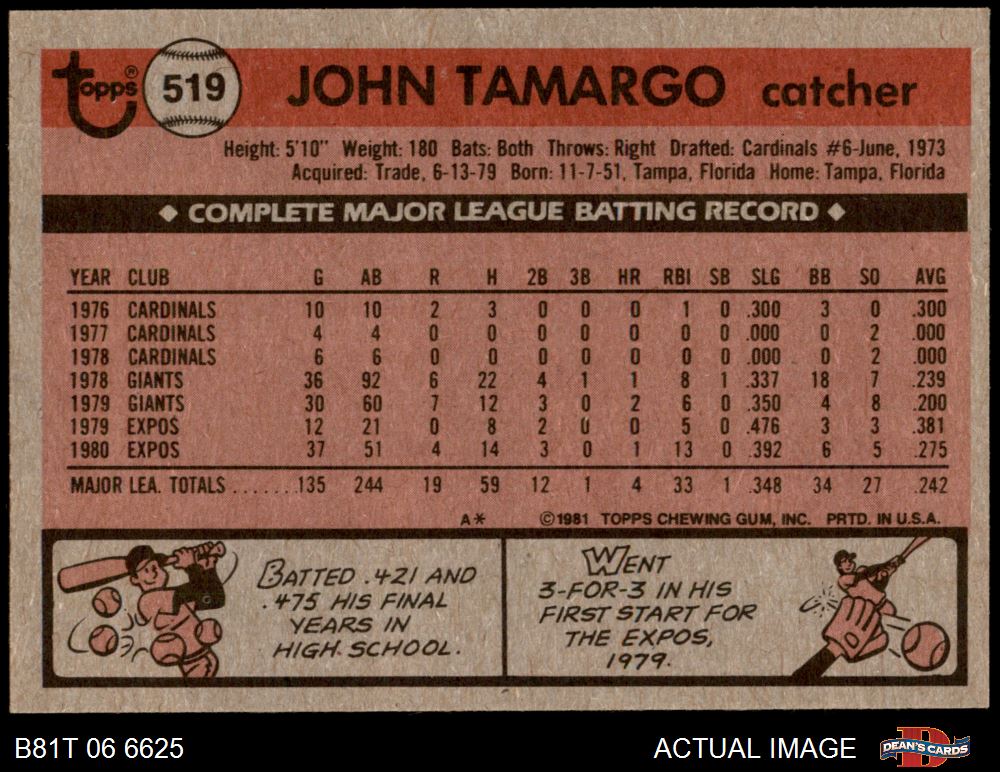 Topps® 519 JOHN TAMARGO catcher
Height: 5'10" Weight: 180 Bats: Both Throws: Right Drafted: Cardinals #6-June, 1973
Acquired: Trade, 6-13-79 Born: 11-7-51, Tampa, Florida Home: Tampa, Florida
◆ COMPLETE MAJOR LEAGUE BATTING RECORD ◆
YEAR CLUB G AB R H 2B 3B HR RBI SB SLG BB SO AVG
1976 CARDINALS 10 10 2 3 0 0 0 1 0 .300 3 0 .300
1977 CARDINALS 4 4 0 0 0 0 0 0 0 .000 0 2 .000
1978 CARDINALS 6 6 0 0 0 0 0 0 0 .000 0 2 .000
1978 GIANTS 36 92 6 22 4 1 1 8 1 .337 18 7 .239
1979 GIANTS 30 60 7 12 3 0 2 6 0 .350 4 8 .200
1979 EXPOS 12 21 0 8 2 0 0 5 0 .476 3 3 .381
1980 EXPOS 37 51 4 14 3 0 1 13 0 .392 6 5 .275
MAJOR LEA. TOTALS .......135 244 19 59 12 1 4 33 1 .348 34 27 .242
A* ©1981 TOPPS CHEWING GUM, INC. PRTD. IN U.S.A.
BATTED .421 AND
.475 HIS FINAL
YEARS IN
HIGH SCHOOL.
WENT
3-FOR-3 IN HIS
FIRST START FOR
THE EXPOS,
1979.
B81T 06 6625 ACTUAL IMAGE DEAN'S CARDS